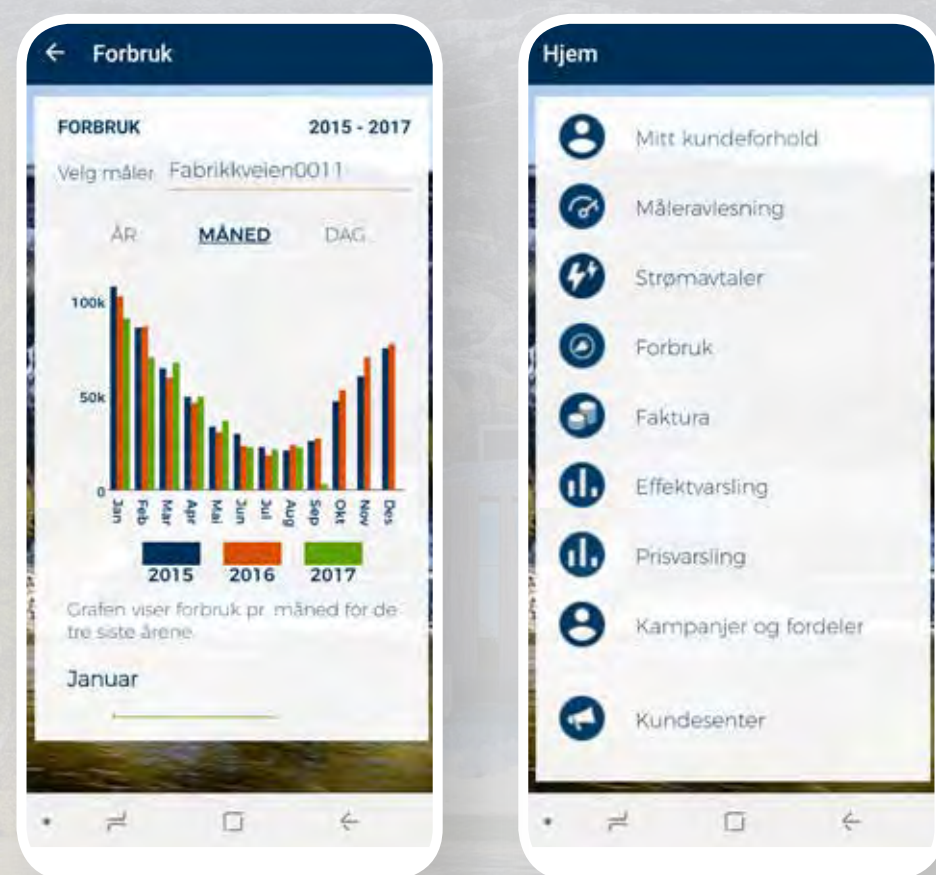 Forbruk
FORBRUK 2015 - 2017
Velg måler Fabrikkveien0011
ÅR MÅNED DAG
100k
50k
0
Jan Feb Mar Apr Mai Jun Jul Aug Sep Okt Nov Des
2015 2016 2017
Grafen viser forbruk pr. måned for de
tre siste årene.
Januar
Hjem
Mitt kundeforhold
Måleravlesning
Strømavtaler
Forbruk
Faktura
Effektvarsling
Prisvarsling
Kampanjer og fordeler
Kundesenter